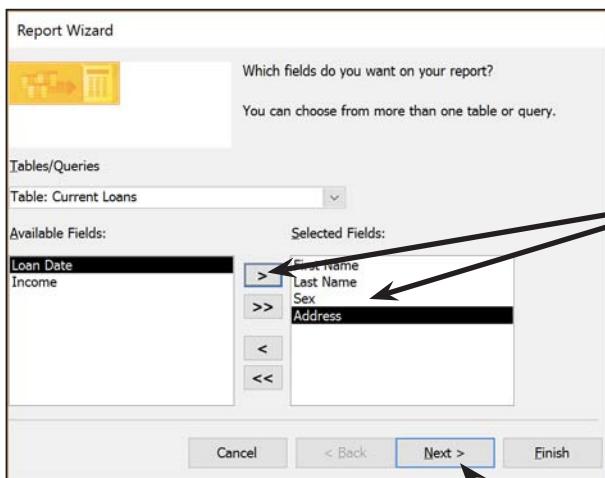 Report Wizard
Which fields do you want on your report?
You can choose from more than one table or query.
Tables/Queries
Table: Current Loans
Available Fields:
Selected Fields:
Loan Date
Income
>
>>
<
<<
First Name
Last Name
Sex
Address
Cancel
< Back
Next >
Finish